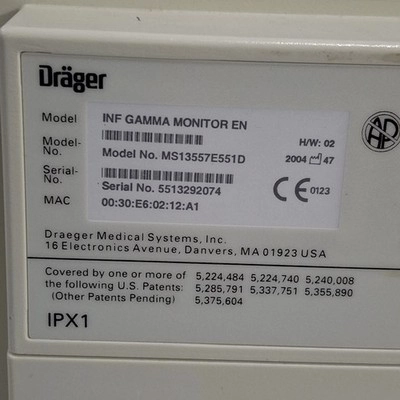 Dräger
Model INF GAMMA MONITOR EN
Model-No. Model No. MS13557E551D
H/W: 02
2004 47
Serial-No. Serial No. 5513292074
CE 0123
MAC 00:30:E6:02:12:A1
Draeger Medical Systems, Inc.
16 Electronics Avenue, Danvers, MA 01923 USA
Covered by one or more of 5,224,484 5,224,740 5,240,008
the following U.S. Patents: 5,285,791 5,337,751 5,355,890
(Other Patents Pending) 5,375,604
IPX1